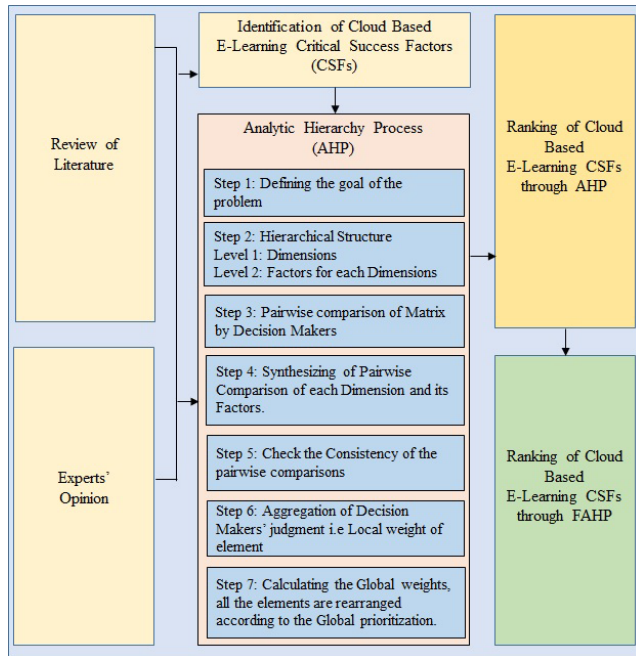 Identification of Cloud Based
E-Learning Critical Success Factors
(CSFs)
Review of
Literature
Experts'
Opinion
Analytic Hierarchy Process
(AHP)
Step 1: Defining the goal of the
problem
Step 2: Hierarchical Structure
Level 1: Dimensions
Level 2: Factors for each Dimensions
Step 3: Pairwise comparison of Matrix
by Decision Makers
Step 4: Synthesizing of Pairwise
Comparison of each Dimension and its
Factors.
Step 5: Check the Consistency of the
pairwise comparisons
Step 6: Aggregation of Decision
Makers' judgment i.e Local weight of
element
Step 7: Calculating the Global weights,
all the elements are rearranged
according to the Global prioritization.
Ranking of Cloud
Based
E-Learning CSFs
through AHP
Ranking of Cloud
Based
E-Learning CSFs
through FAHP